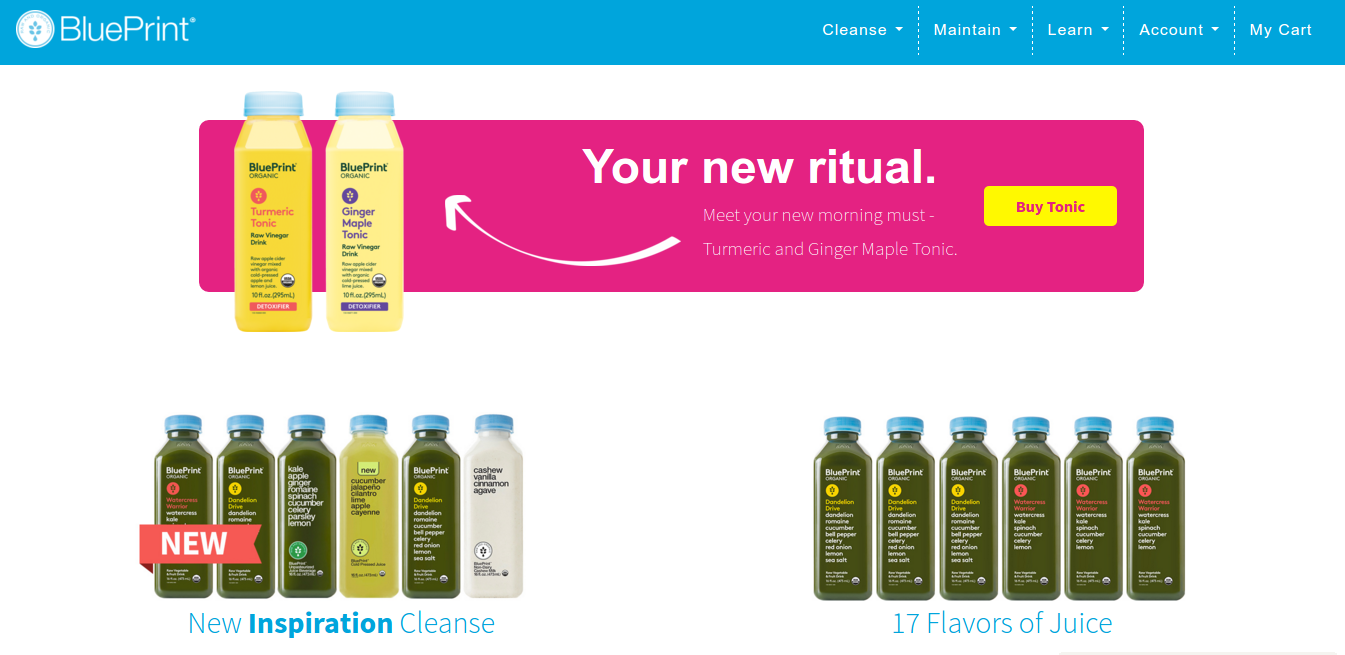 BluePrint®
Cleanse
Maintain
Learn
Account
My Cart
BluePrint
ORGANIC
Turmeric
Tonic
Raw Vinegar
Drink
Raw apple cider
vinegar mixed
with organic
cold-pressed
apple and
lemon juice.
10 fl.oz.(295mL)
DETOXIFIER
BluePrint
ORGANIC
Ginger
Maple
Tonic
Raw Vinegar
Drink
Raw apple cider
vinegar mixed
with organic
cold-pressed
lime juice.
10 fl.oz.(295mL)
DETOXIFIER
Your new ritual.
Meet your new morning must -
Turmeric and Ginger Maple Tonic.
Buy Tonic
BluePrint
ORGANIC
Watercress
Warrior
watercress
kale
BluePrint
ORGANIC
Dandelion
Drive
dandelion
romaine
kale
apple
ginger
romaine
spinach
cucumber
celery
parsley
lemon
new
cucumber
jalapeño
cilantro
lime
apple
cayenne
BluePrint
ORGANIC
Dandelion
Drive
dandelion
romaine
cucumber
bell pepper
celery
red onion
lemon
sea salt
cashew
vanilla
cinnamon
agave
NEW
New Inspiration Cleanse
BluePrint
ORGANIC
Dandelion
Drive
dandelion
romaine
cucumber
bell pepper
celery
red onion
lemon
sea salt
BluePrint
ORGANIC
Dandelion
Drive
dandelion
romaine
cucumber
bell pepper
celery
red onion
lemon
sea salt
BluePrint
ORGANIC
Dandelion
Drive
dandelion
romaine
cucumber
bell pepper
celery
red onion
lemon
sea salt
BluePrint
ORGANIC
Watercress
Warrior
watercress
kale
spinach
cucumber
celery
lemon
BluePrint
ORGANIC
Watercress
Warrior
watercress
kale
spinach
cucumber
celery
lemon
BluePrint
ORGANIC
Watercress
Warrior
watercress
kale
spinach
cucumber
celery
lemon
17 Flavors of Juice